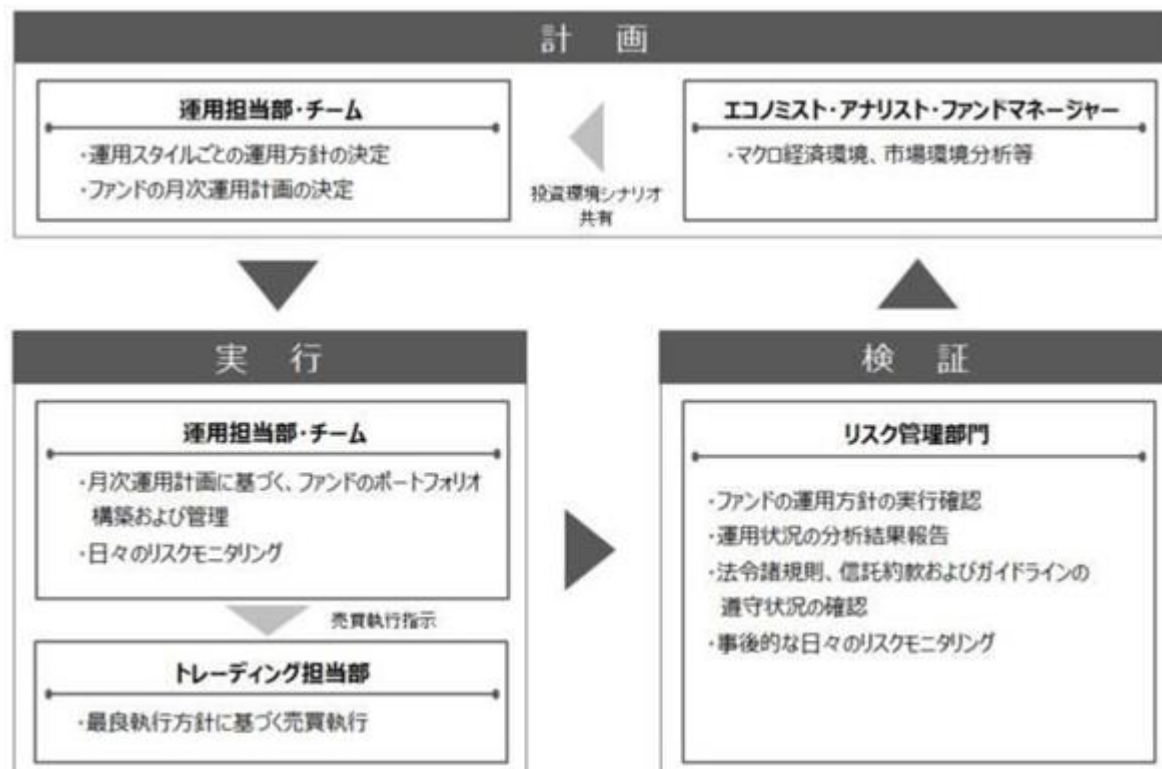 計 画
運用担当部・チーム
・運用スタイルごとの運用方針の決定
・ファンドの月次運用計画の決定
投資環境シナリオ
共有
エコノミスト・アナリスト・ファンドマネージャー
・マクロ経済環境、市場環境分析等
実 行
運用担当部・チーム
・月次運用計画に基づく、ファンドのポートフォリオ
構築および管理
・日々のリスクモニタリング
売買執行指示
トレーディング担当部
・最良執行方針に基づく売買執行
検 証
リスク管理部門
・ファンドの運用方針の実行確認
・運用状況の分析結果報告
・法令諸規則、信託約款およびガイドラインの
遵守状況の確認
・事後的な日々のリスクモニタリング